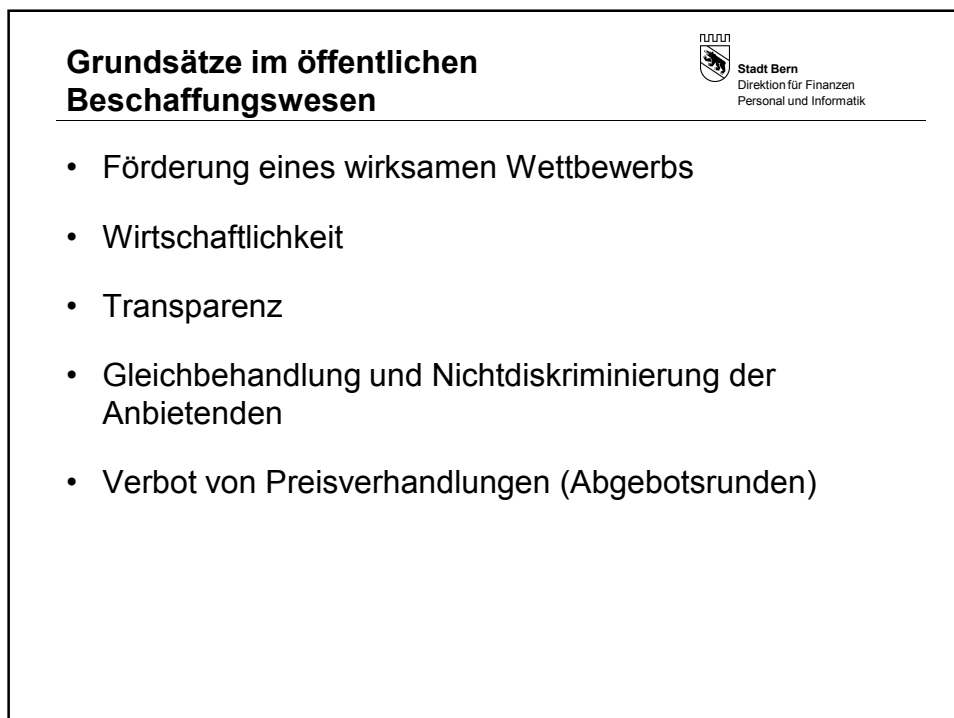 Grundsätze im öffentlichen
Beschaffungswesen
Stadt Bern
Direktion für Finanzen
Personal und Informatik
• Förderung eines wirksamen Wettbewerbs
• Wirtschaftlichkeit
• Transparenz
• Gleichbehandlung und Nichtdiskriminierung der
Anbietenden
• Verbot von Preisverhandlungen (Abgebotsrunden)